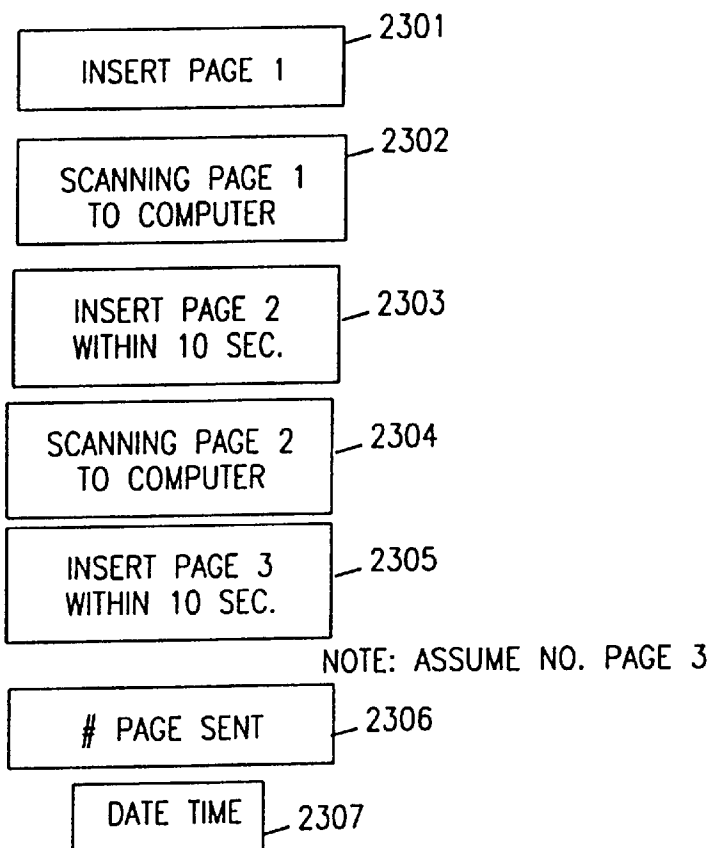 2301
INSERT PAGE 1
2302
SCANNING PAGE 1
TO COMPUTER
2303
INSERT PAGE 2
WITHIN 10 SEC.
2304
SCANNING PAGE 2
TO COMPUTER
2305
INSERT PAGE 3
WITHIN 10 SEC.
NOTE: ASSUME NO. PAGE 3
# PAGE SENT
2306
DATE TIME
2307